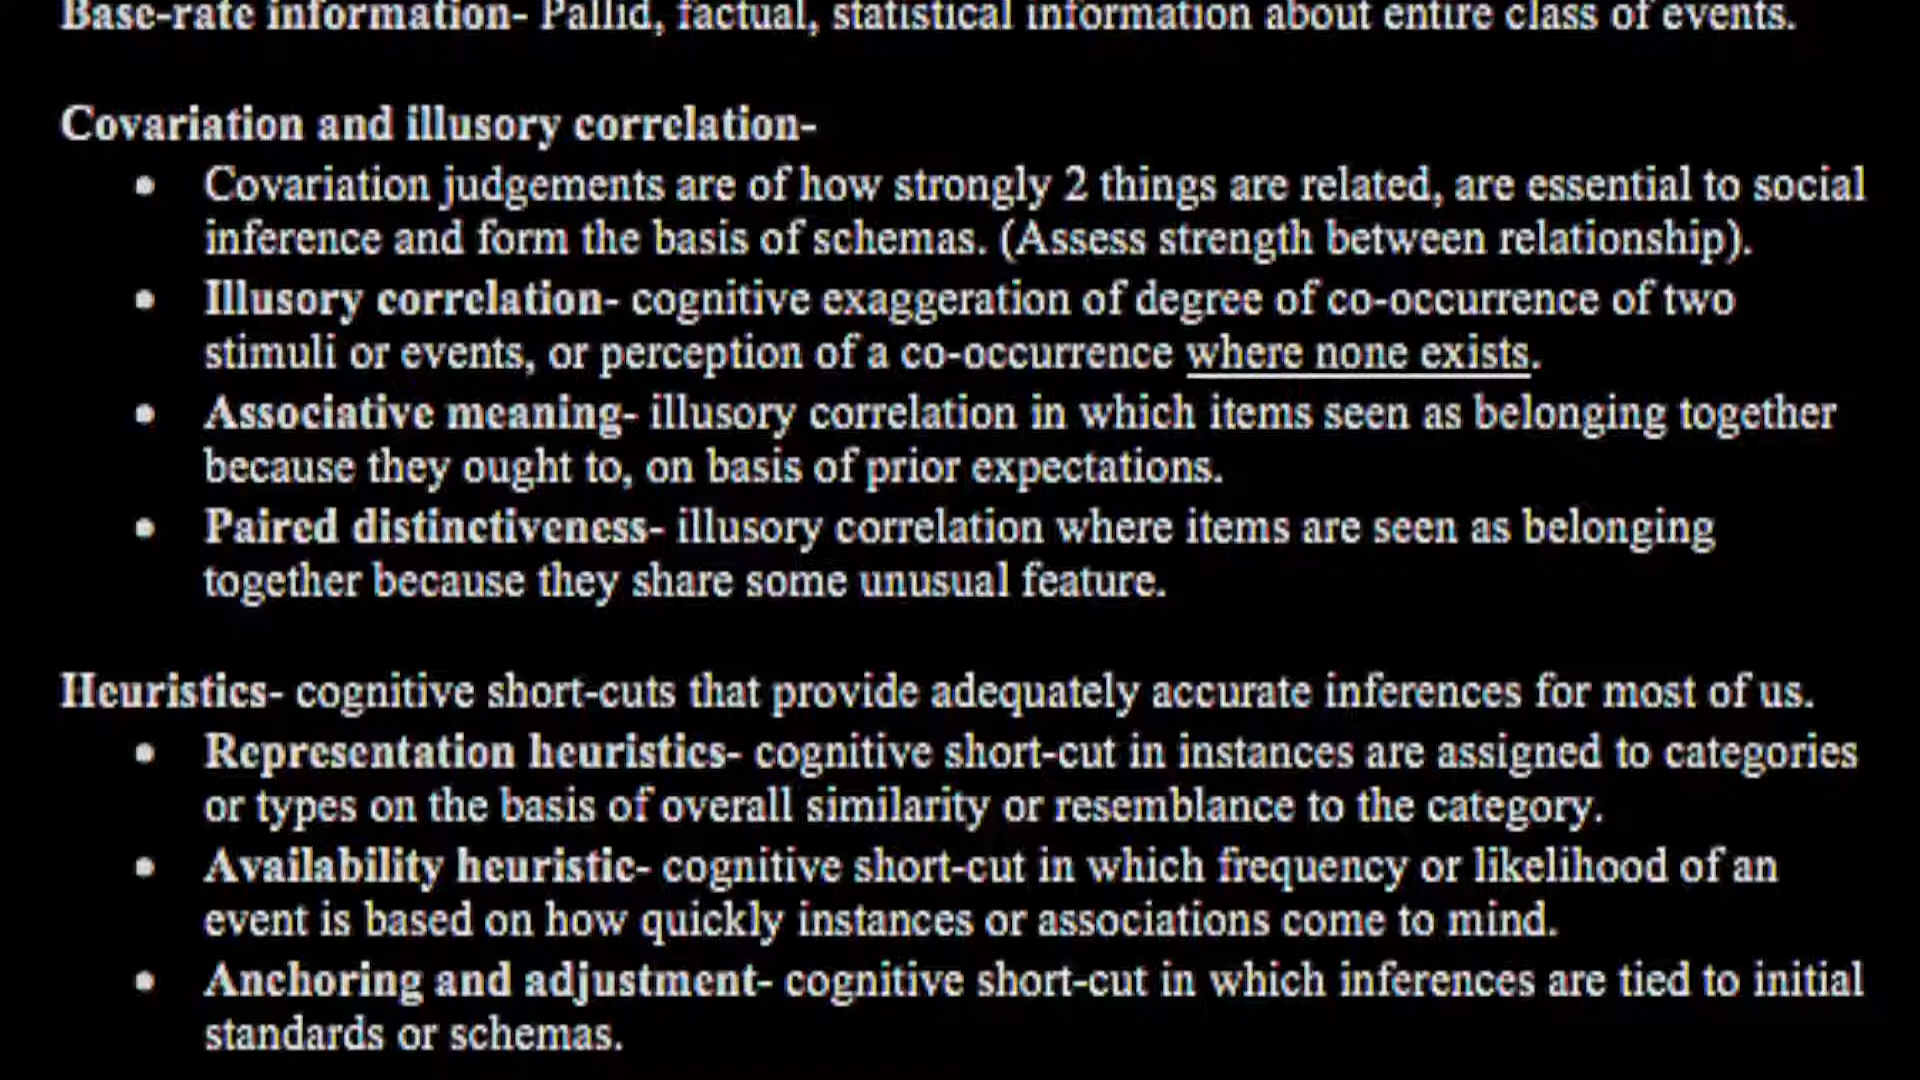 Base-rate information- Pallid, factual, statistical information about entire class of events.
Covariation and illusory correlation-
• Covariation judgements are of how strongly 2 things are related, are essential to social
inference and form the basis of schemas. (Assess strength between relationship).
• Illusory correlation- cognitive exaggeration of degree of co-occurrence of two
stimuli or events, or perception of a co-occurrence where none exists.
• Associative meaning- illusory correlation in which items seen as belonging together
because they ought to, on basis of prior expectations.
• Paired distinctiveness- illusory correlation where items are seen as belonging
together because they share some unusual feature.
Heuristics- cognitive short-cuts that provide adequately accurate inferences for most of us.
• Representation heuristics- cognitive short-cut in instances are assigned to categories
or types on the basis of overall similarity or resemblance to the category.
• Availability heuristic- cognitive short-cut in which frequency or likelihood of an
event is based on how quickly instances or associations come to mind.
• Anchoring and adjustment- cognitive short-cut in which inferences are tied to initial
standards or schemas.